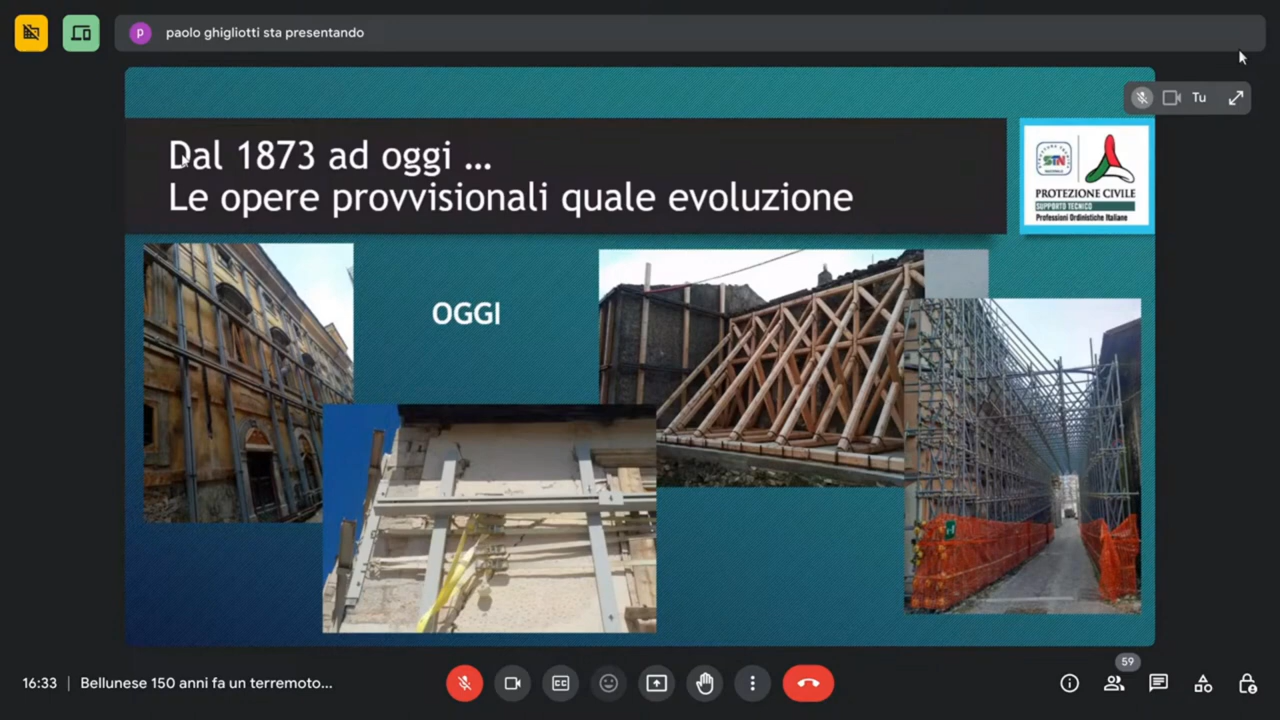 p paolo ghigliotti sta presentando
Tu
Dal 1873 ad oggi ...
Le opere provvisionali quale evoluzione
STN
PROTEZIONE CIVILE
SUPPORTO TECNICO
Professioni Ordinistiche Italiane
OGGI
59
16:33 | Bellunese 150 anni fa un terremoto...